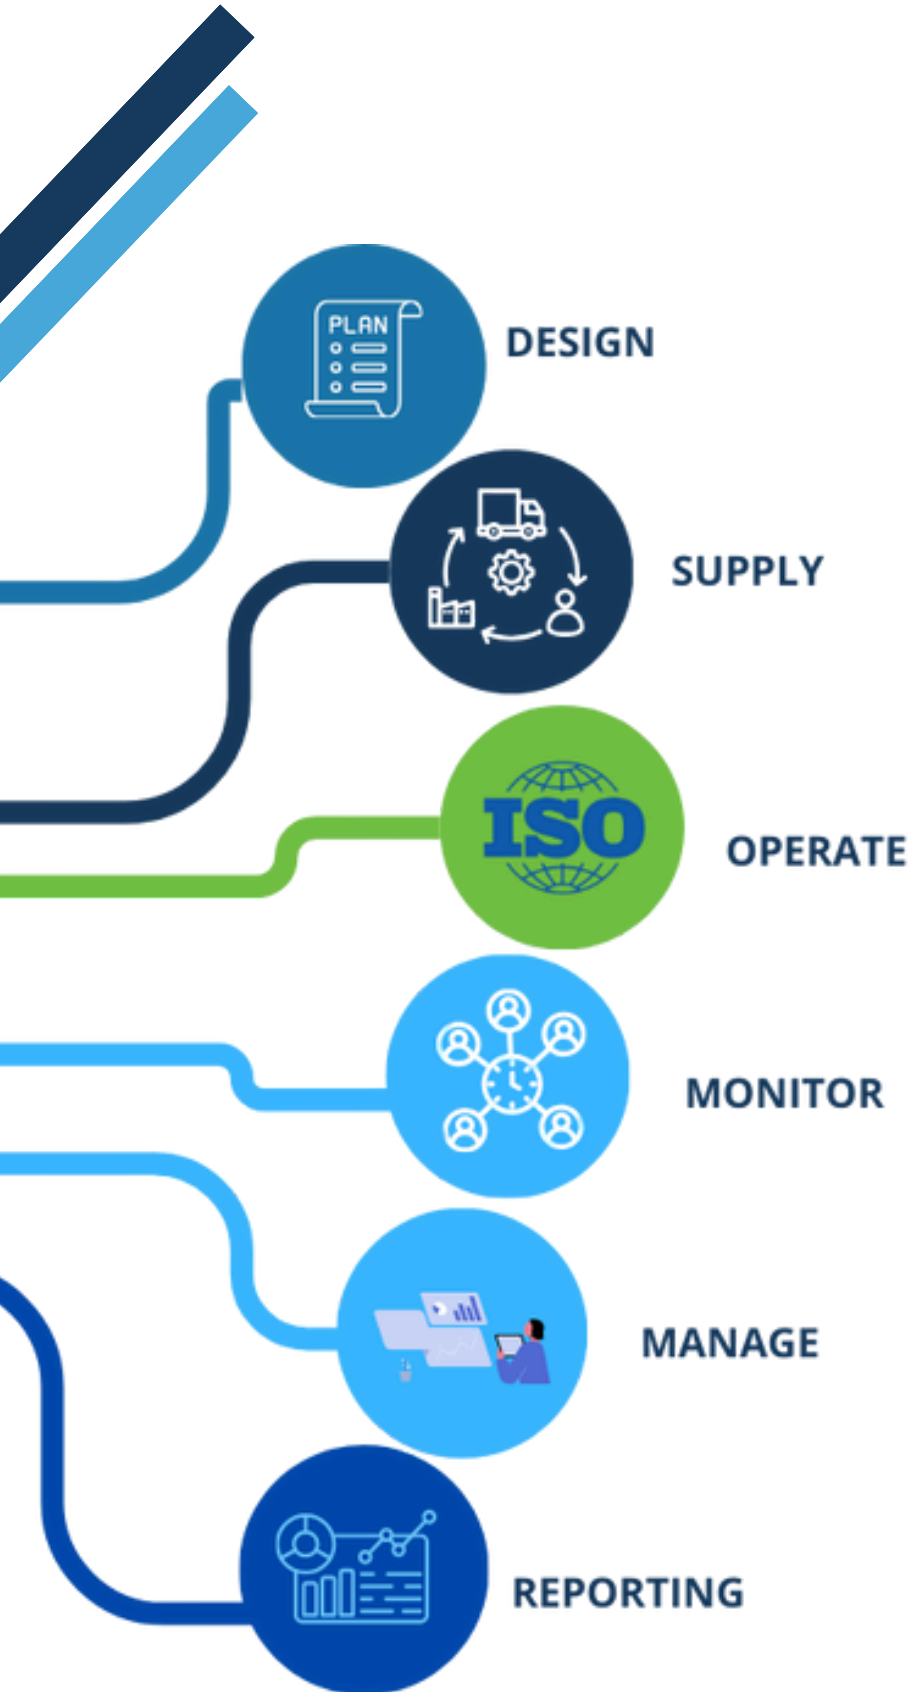 PLAN
DESIGN
SUPPLY
ISO
OPERATE
MONITOR
MANAGE
REPORTING